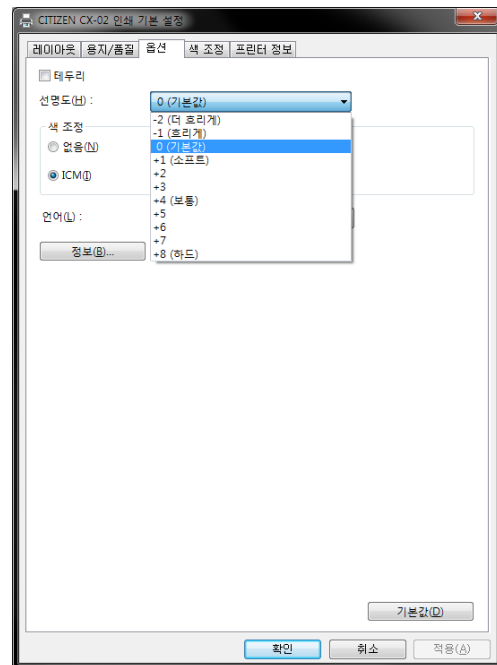 CITIZEN CX-02 인쇄 기본 설정
레이아웃 용지/품질 옵션 색 조정 프린터 정보
테두리
선명도(H) : 0 (기본값)
-2 (더 흐리게)
-1 (흐리게)
0 (기본값)
+1 (소프트)
+2
+3
+4 (보통)
+5
+6
+7
+8 (하드)
색 조정
없음(N)
ICM(I)
언어(L) :
정보(B)...
기본값(D)
확인 취소 적용(A)